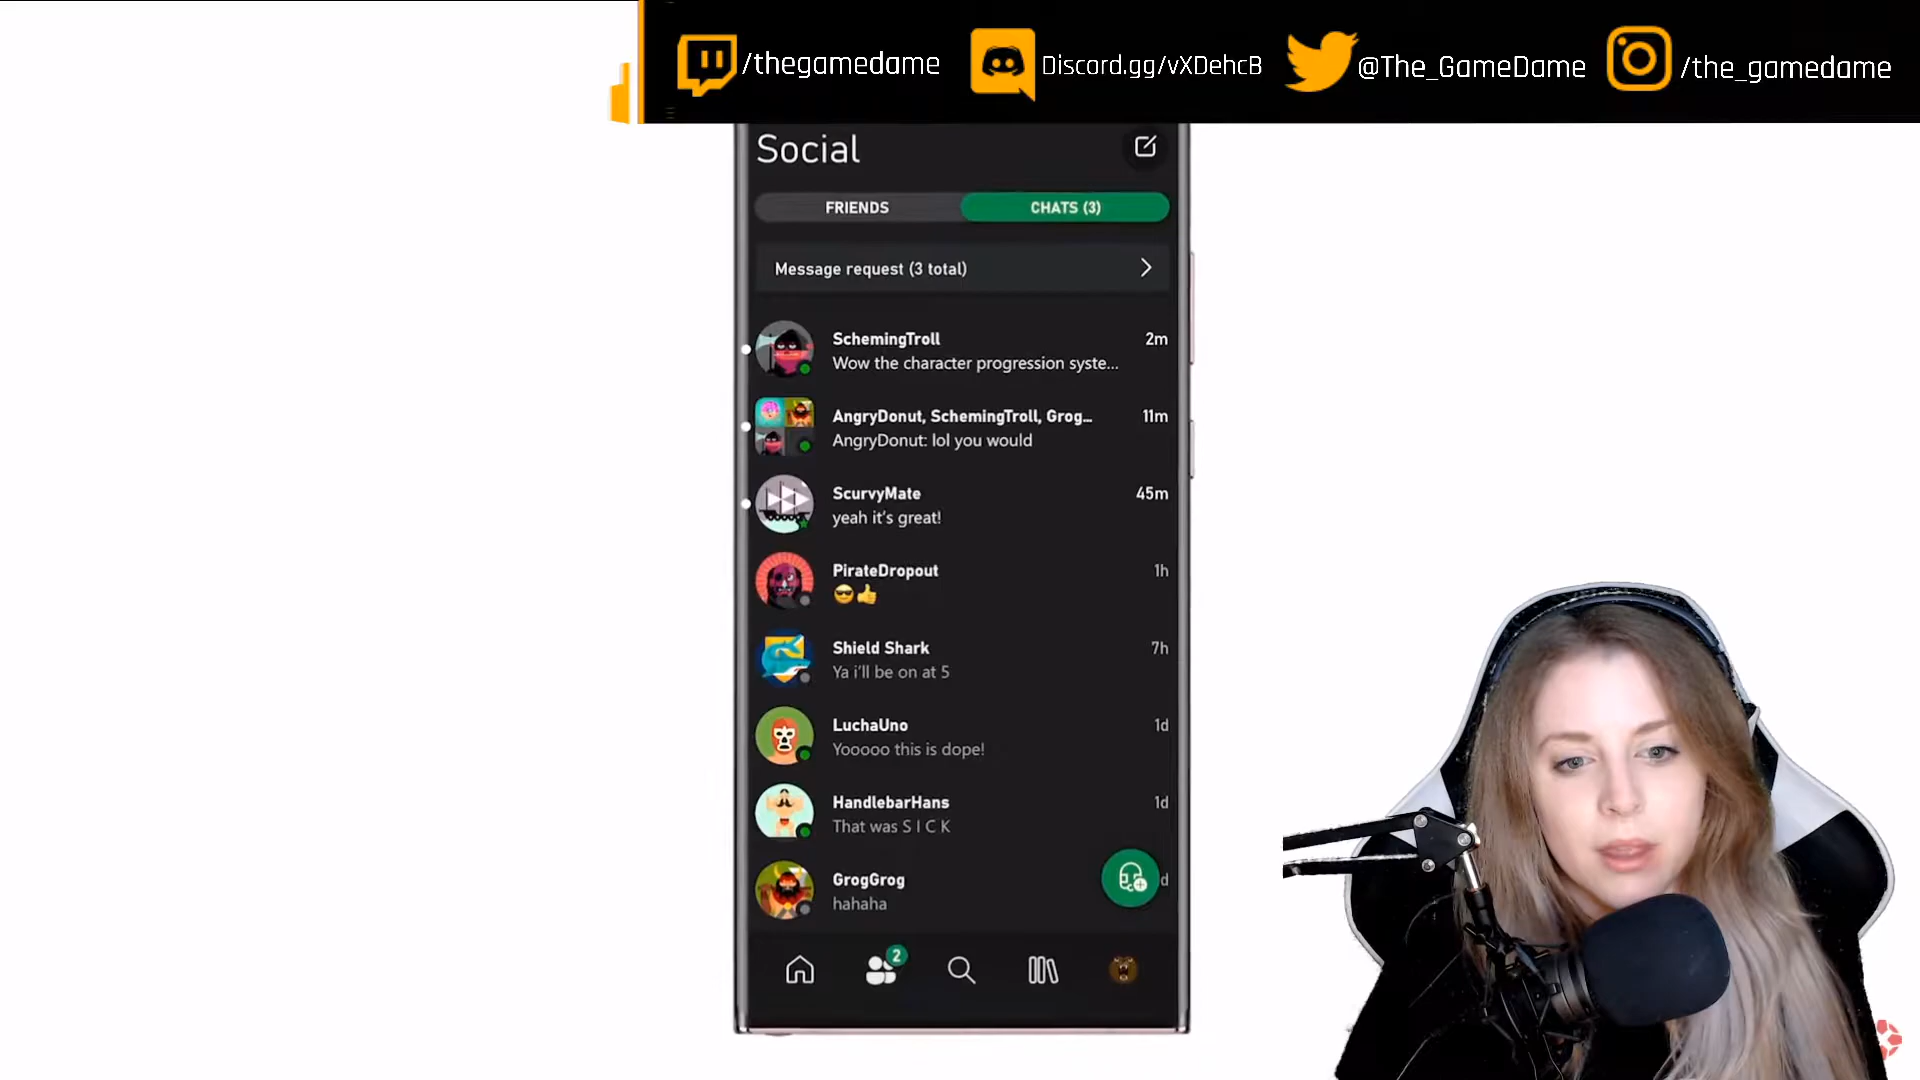 /thegamedame Discord.gg/vXDehcB @The_GameDame /the_gamedame
Social
FRIENDS CHATS (3)
Message request (3 total)
SchemingTroll 2m
Wow the character progression syste...
AngryDonut, SchemingTroll, Grog... 11m
AngryDonut: lol you would
ScurvyMate 45m
yeah it's great!
PirateDropout 1h
😎👍
Shield Shark 7h
Ya i'll be on at 5
LuchaUno 1d
Yooooo this is dope!
HandlebarHans 1d
That was S I C K
GrogGrog d
hahaha
2